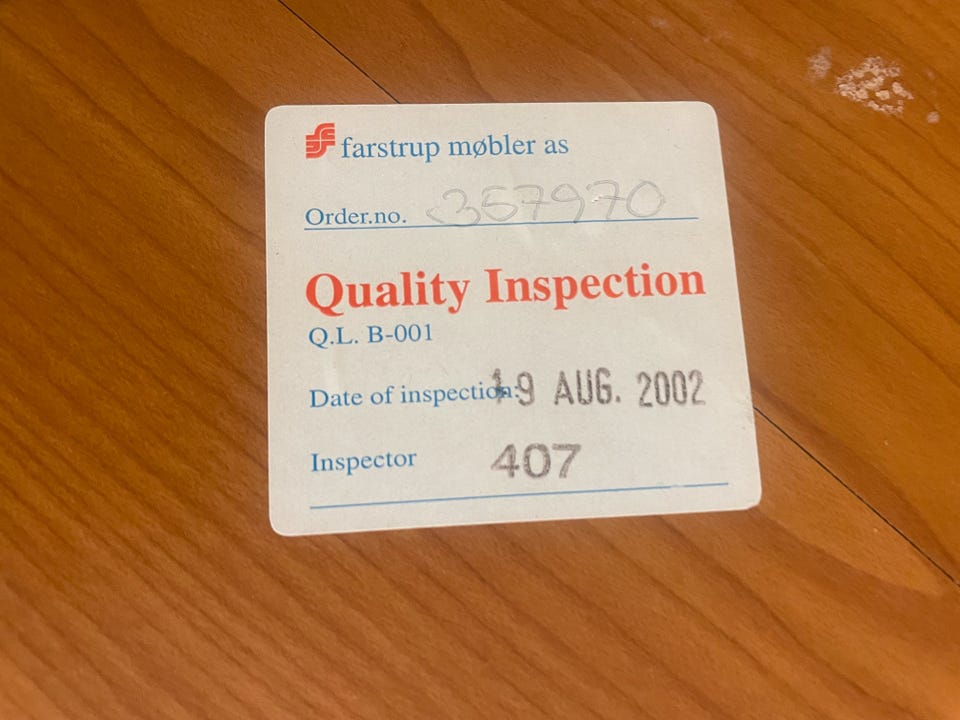 farstrup møbler as
Order.no. 357970
Quality Inspection
Q.L. B-001
Date of inspection: 19 AUG. 2002
Inspector 407